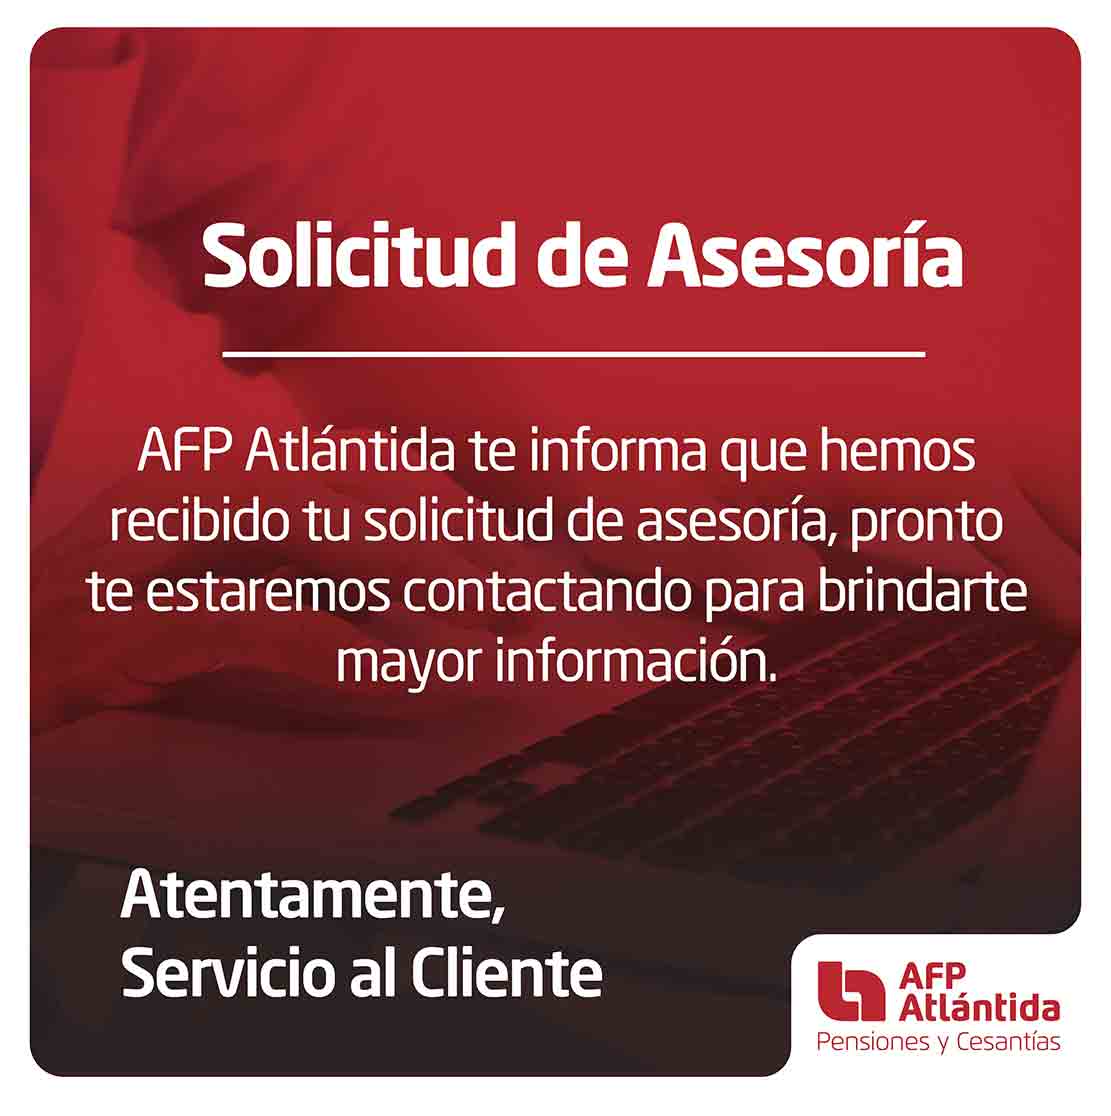 Solicitud de Asesoría
AFP Atlántida te informa que hemos
recibido tu solicitud de asesoría, pronto
te estaremos contactando para brindarte
mayor información.
Atentamente,
Servicio al Cliente
AFP
Atlántida
Pensiones y Cesantías